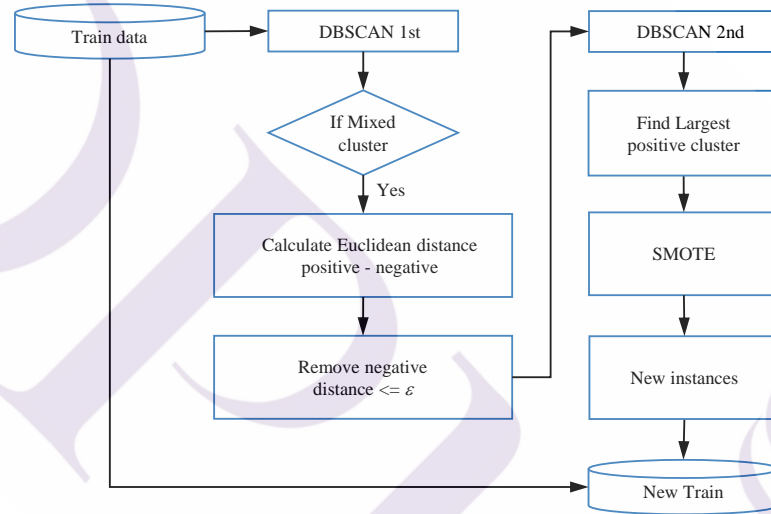 Train data
DBSCAN 1st
If Mixed
cluster
Yes
Calculate Euclidean distance
positive - negative
Remove negative
distance <= ε
DBSCAN 2nd
Find Largest
positive cluster
SMOTE
New instances
New Train